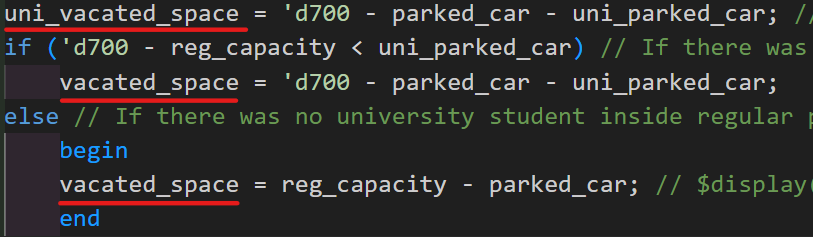 uni_vacated_space = 'd700 - parked_car - uni_parked_car; //
if ('d700 - reg_capacity < uni_parked_car) // If there was
vacated_space = 'd700 - parked_car - uni_parked_car;
else // If there was no university student inside regular p
begin
vacated_space = reg_capacity - parked_car; // $display(
end